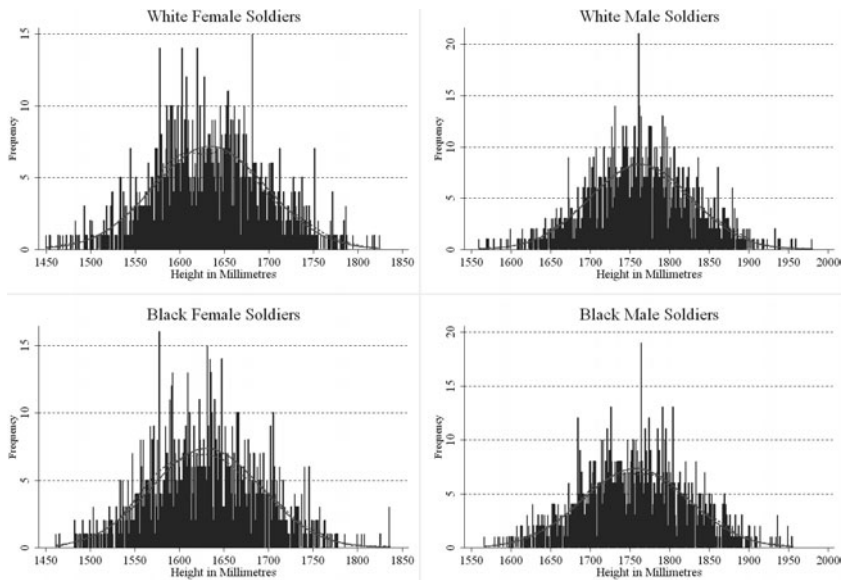 White Female Soldiers
Frequency
15
10
5
0
1450 1500 1550 1600 1650 1700 1750 1800 1850
Height in Millimetres
White Male Soldiers
Frequency
20
15
10
5
0
1550 1600 1650 1700 1750 1800 1850 1900 1950 2000
Height in Millimetres
Black Female Soldiers
Frequency
15
10
5
0
1450 1500 1550 1600 1650 1700 1750 1800 1850
Height in Millimetres
Black Male Soldiers
Frequency
20
15
10
5
0
1550 1600 1650 1700 1750 1800 1850 1900 1950 2000
Height in Millimetres